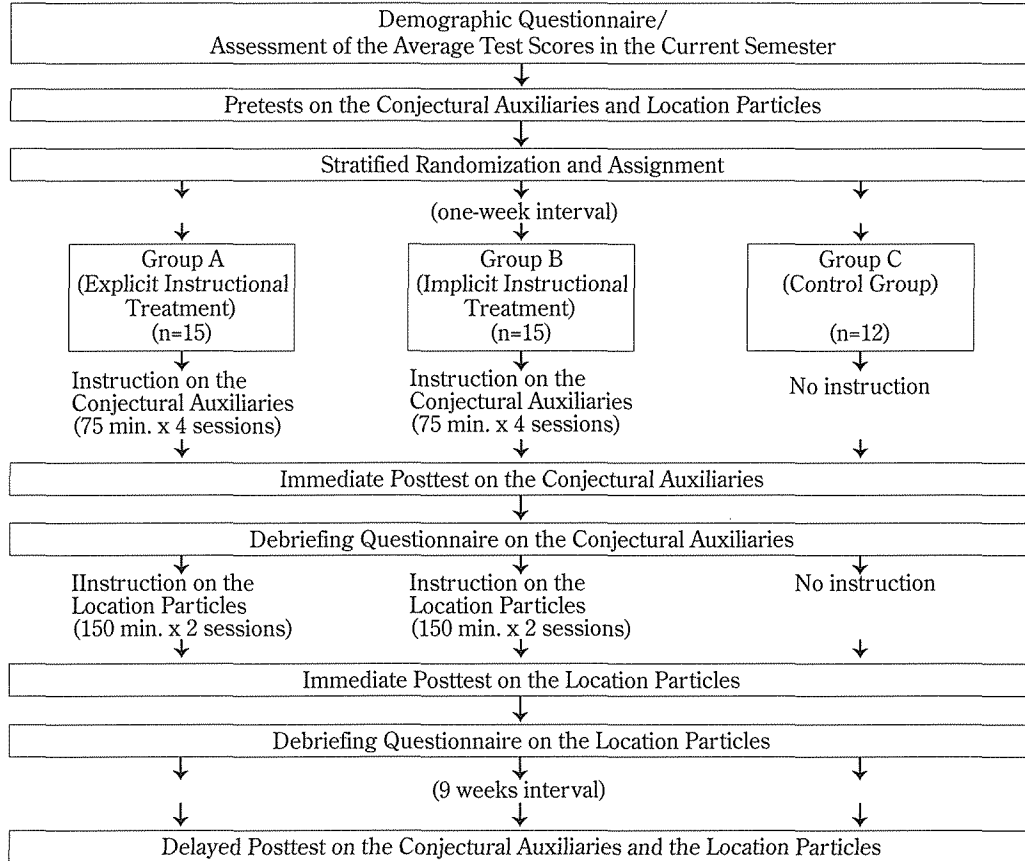 Demographic Questionnaire/
Assessment of the Average Test Scores in the Current Semester
Pretests on the Conjectural Auxiliaries and Location Particles
Stratified Randomization and Assignment
(one-week interval)
Group A
(Explicit Instructional
Treatment)
(n=15)
Group B
(Implicit Instructional
Treatment)
(n=15)
Group C
(Control Group)
(n=12)
Instruction on the
Conjectural Auxiliaries
(75 min. x 4 sessions)
Instruction on the
Conjectural Auxiliaries
(75 min. x 4 sessions)
No instruction
Immediate Posttest on the Conjectural Auxiliaries
Debriefing Questionnaire on the Conjectural Auxiliaries
IInstruction on the
Location Particles
(150 min. x 2 sessions)
Instruction on the
Location Particles
(150 min. x 2 sessions)
No instruction
Immediate Posttest on the Location Particles
Debriefing Questionnaire on the Location Particles
(9 weeks interval)
Delayed Posttest on the Conjectural Auxiliaries and the Location Particles